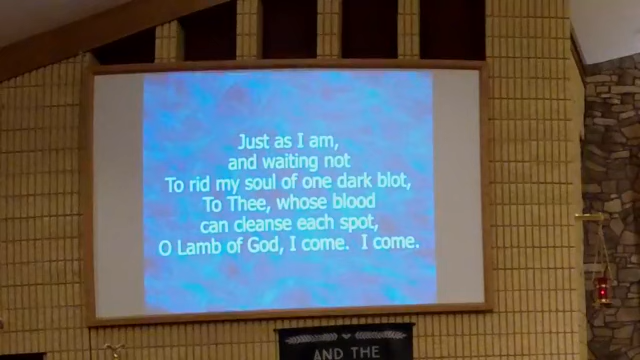 Just as I am,
and waiting not
To rid my soul of one dark blot,
To Thee, whose blood
can cleanse each spot,
O Lamb of God, I come.  I come.
AND THE